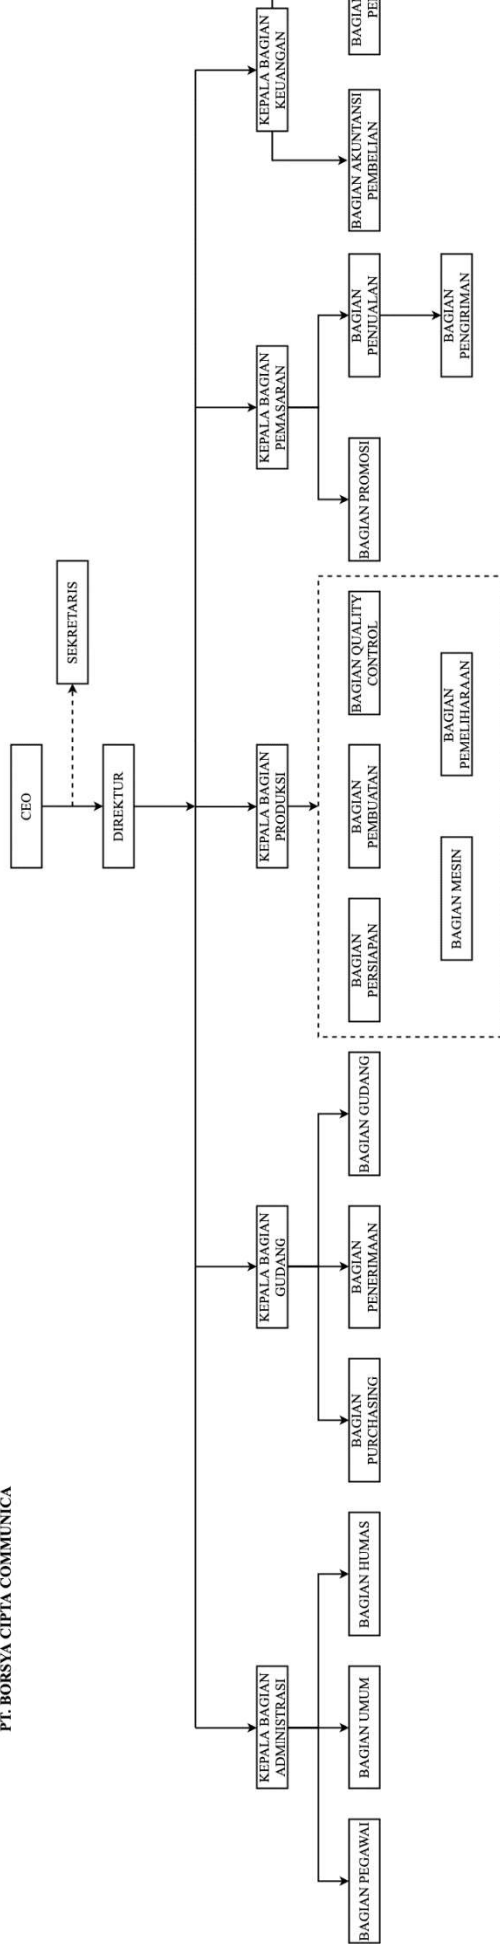 PT. BORSYA CIPTA COMMUNICA
CEO
SEKRETARIS
DIREKTUR
KEPALA BAGIAN
ADMINISTRASI
KEPALA BAGIAN
GUDANG
KEPALA BAGIAN
PRODUKSI
KEPALA BAGIAN
PEMASARAN
KEPALA BAGIAN
KEUANGAN
BAGIAN PEGAWAI
BAGIAN UMUM
BAGIAN HUMAS
BAGIAN
PURCHASING
BAGIAN
PENERIMAAN
BAGIAN GUDANG
BAGIAN
PERSIAPAN
BAGIAN
PEMBUATAN
BAGIAN QUALITY
CONTROL
BAGIAN PROMOSI
BAGIAN
PENJUALAN
BAGIAN AKUNTANSI
PEMBELIAN
BAGIAN MESIN
BAGIAN
PEMELIHARAAN
BAGIAN
PENGIRIMAN